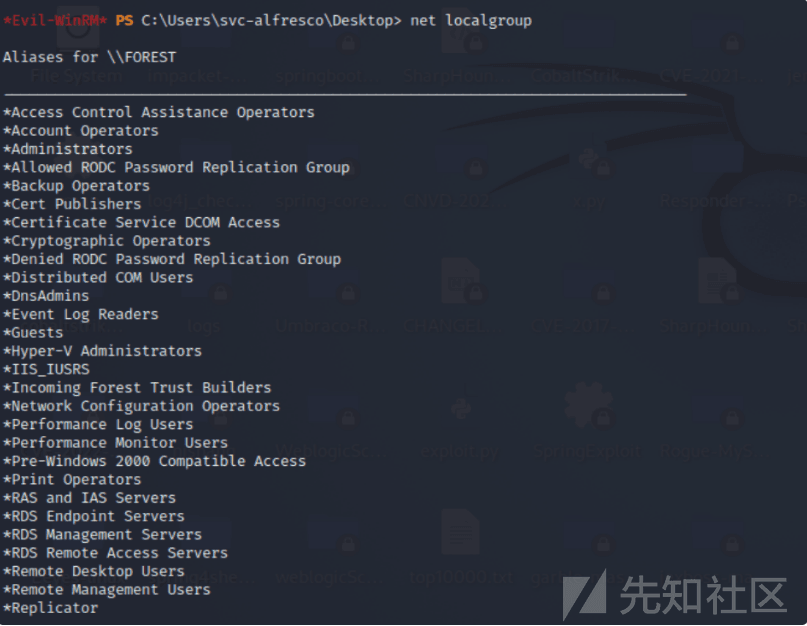 *Evil-WinRM* PS C:\Users\svc-alfresco\Desktop> net localgroup
Aliases for \\FOREST
*Access Control Assistance Operators
*Account Operators
*Administrators
*Allowed RODC Password Replication Group
*Backup Operators
*Cert Publishers
*Certificate Service DCOM Access
*Cryptographic Operators
*Denied RODC Password Replication Group
*Distributed COM Users
*DnsAdmins
*Event Log Readers
*Guests
*Hyper-V Administrators
*IIS_IUSRS
*Incoming Forest Trust Builders
*Network Configuration Operators
*Performance Log Users
*Performance Monitor Users
*Pre-Windows 2000 Compatible Access
*Print Operators
*RAS and IAS Servers
*RDS Endpoint Servers
*RDS Management Servers
*RDS Remote Access Servers
*Remote Desktop Users
*Remote Management Users
*Replicator
先知社区